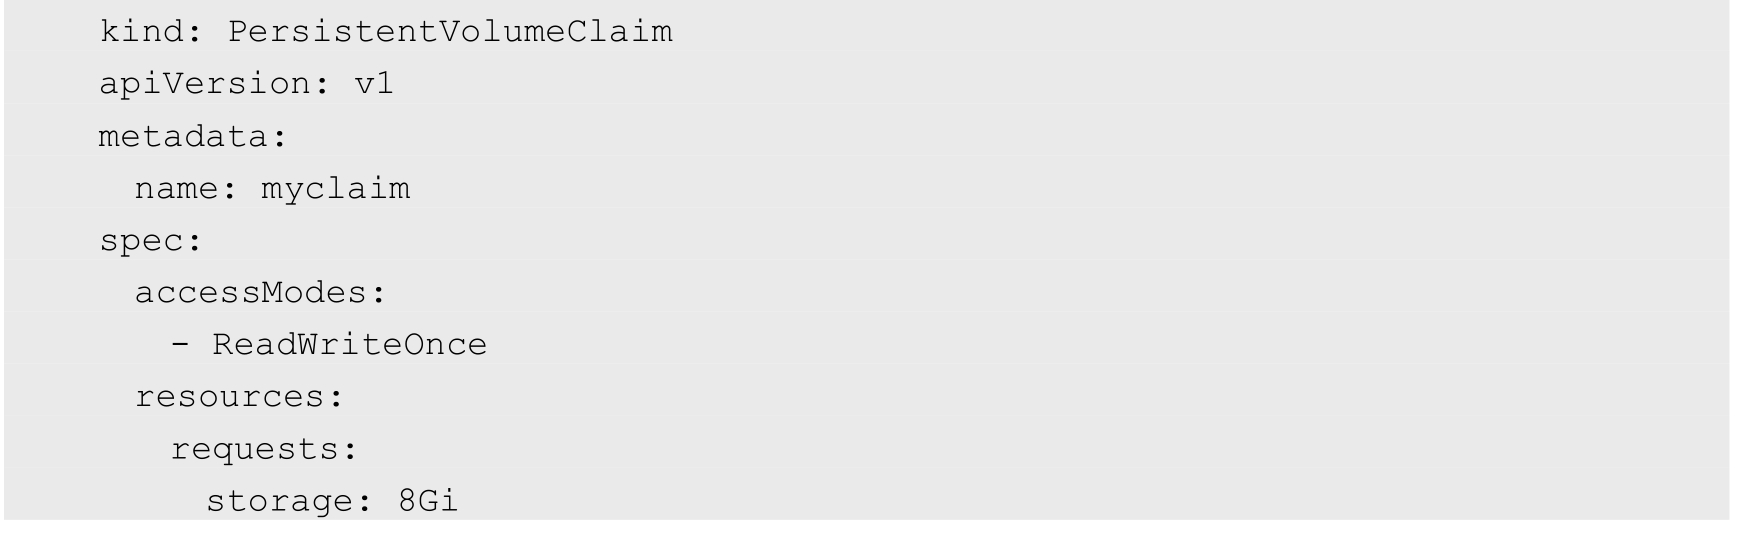 kind: PersistentVolumeClaim
apiVersion: v1
metadata:
  name: myclaim
spec:
  accessModes:
    - ReadWriteOnce
  resources:
    requests:
      storage: 8Gi